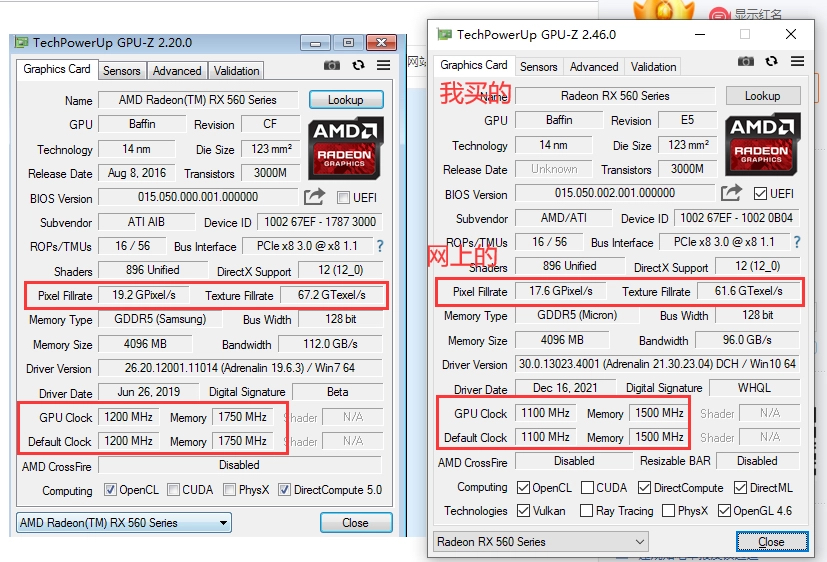 显示红名
网站
TechPowerUp GPU-Z 2.20.0
Graphics Card Sensors Advanced Validation
Name AMD Radeon(TM) RX 560 Series Lookup
GPU Baffin Revision CF
Technology 14 nm Die Size 123 mm²
Release Date Aug 8, 2016 Transistors 3000M
AMD
RADEON
GRAPHICS
BIOS Version 015.050.000.001.000000 UEFI
Subvendor ATI AIB Device ID 1002 67EF - 1787 3000
ROPs/TMUs 16 / 56 Bus Interface PCIe x8 3.0 @ x8 1.1 ?
Shaders 896 Unified DirectX Support 12 (12_0)
Pixel Fillrate 19.2 GPixel/s Texture Fillrate 67.2 GTexel/s
Memory Type GDDR5 (Samsung) Bus Width 128 bit
Memory Size 4096 MB Bandwidth 112.0 GB/s
Driver Version 26.20.12001.11014 (Adrenalin 19.6.3) / Win7 64
Driver Date Jun 26, 2019 Digital Signature Beta
GPU Clock 1200 MHz Memory 1750 MHz Shader N/A
Default Clock 1200 MHz Memory 1750 MHz Shader N/A
AMD CrossFire Disabled
Computing OpenCL CUDA PhysX DirectCompute 5.0
AMD Radeon(TM) RX 560 Series Close
TechPowerUp GPU-Z 2.46.0
Graphics Card Sensors Advanced Validation
我买的
Name Radeon RX 560 Series Lookup
GPU Baffin Revision E5
Technology 14 nm Die Size 123 mm²
Release Date Unknown Transistors 3000M
AMD
RADEON
GRAPHICS
BIOS Version 015.050.002.001.000000 UEFI
Subvendor AMD/ATI Device ID 1002 67EF - 1002 0B04
网上的
ROPs/TMUs 16 / 56 Bus Interface PCIe x8 3.0 @ x8 1.1 ?
Shaders 896 Unified DirectX Support 12 (12_0)
Pixel Fillrate 17.6 GPixel/s Texture Fillrate 61.6 GTexel/s
Memory Type GDDR5 (Micron) Bus Width 128 bit
Memory Size 4096 MB Bandwidth 96.0 GB/s
Driver Version 30.0.13023.4001 (Adrenalin 21.30.23.04) DCH / Win10 64
Driver Date Dec 16, 2021 Digital Signature WHQL
GPU Clock 1100 MHz Memory 1500 MHz Shader N/A
Default Clock 1100 MHz Memory 1500 MHz Shader N/A
AMD CrossFire Disabled Resizable BAR Disabled
Computing OpenCL CUDA DirectCompute DirectML
Technologies Vulkan Ray Tracing PhysX OpenGL 4.6
Radeon RX 560 Series Close